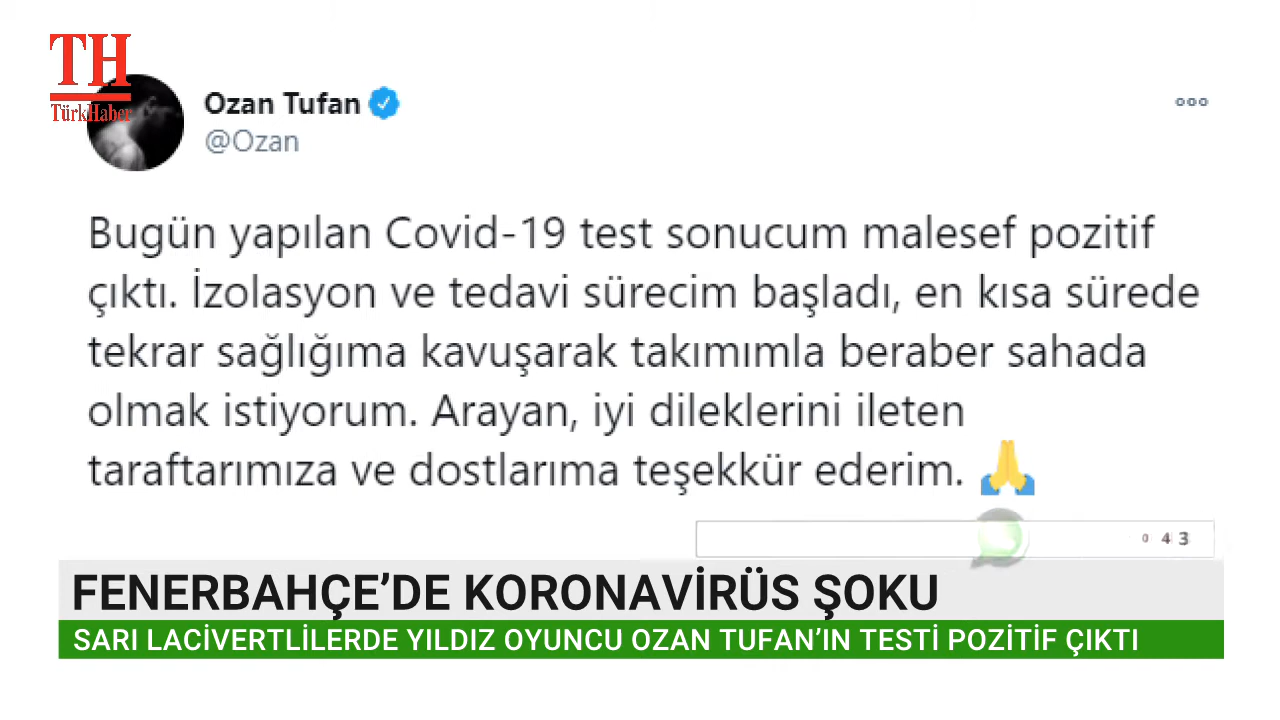 TH
TürkHaber
Ozan Tufan
@Ozan
Bugün yapılan Covid-19 test sonucum malesef pozitif
çıktı. İzolasyon ve tedavi sürecim başladı, en kısa sürede
tekrar sağlığıma kavuşarak takımımla beraber sahada
olmak istiyorum. Arayan, iyi dileklerini ileten
taraftarımıza ve dostlarıma teşekkür ederim. 🙏
0 43
FENERBAHÇE’DE KORONAVİRÜS ŞOKU
SARI LACİVERTLİLERDE YILDIZ OYUNCU OZAN TUFAN’IN TESTİ POZİTİF ÇIKTI